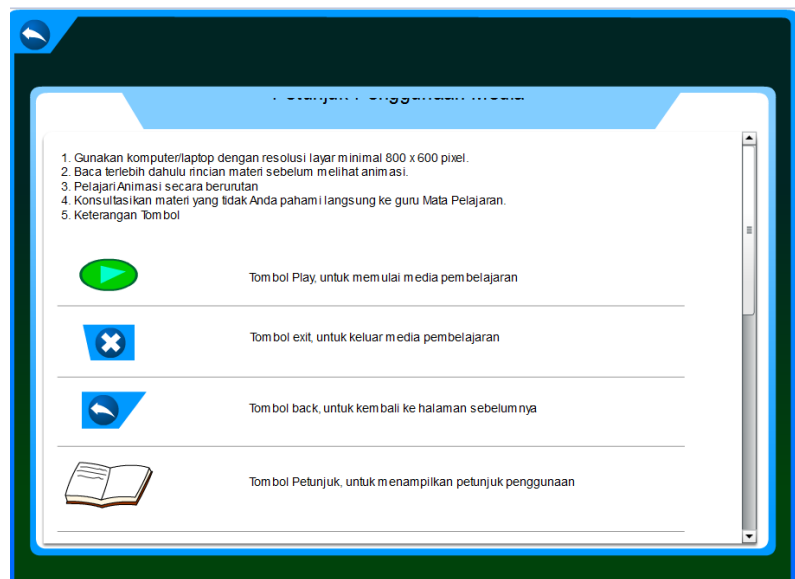 Petunjuk Penggunaan Media
1. Gunakan komputer/laptop dengan resolusi layar minimal 800 x 600 pixel.
2. Baca terlebih dahulu rincian materi sebelum melihat animasi.
3. Pelajari Animasi secara berurutan
4. Konsultasikan materi yang tidak Anda pahami langsung ke guru Mata Pelajaran.
5. Keterangan Tombol
Tombol Play, untuk memulai media pembelajaran
Tombol exit, untuk keluar media pembelajaran
Tombol back, untuk kembali ke halaman sebelumnya
Tombol Petunjuk, untuk menampilkan petunjuk penggunaan